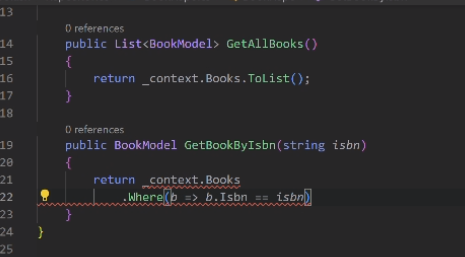 13
0 references
14 public List<BookModel> GetAllBooks()
15 {
16 return _context.Books.ToList();
17 }
18
0 references
19 public BookModel GetBookByIsbn(string isbn)
20 {
21 return _context.Books
22 .Where(b => b.Isbn == isbn)
23 }
24 }
25